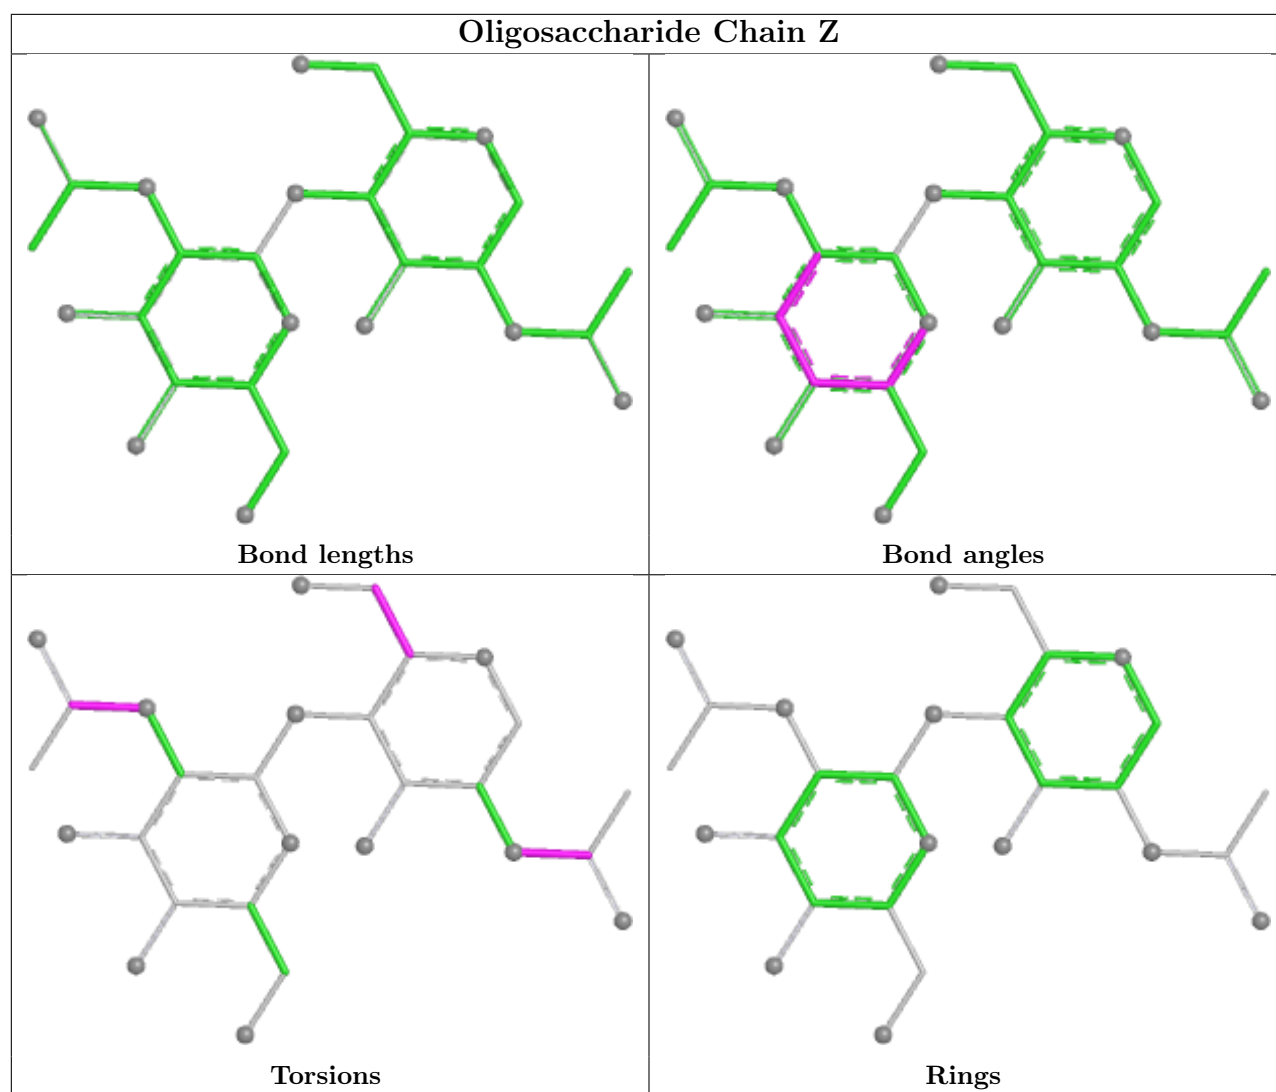 Oligosaccharide Chain Z
Bond lengths
Bond angles
Torsions
Rings